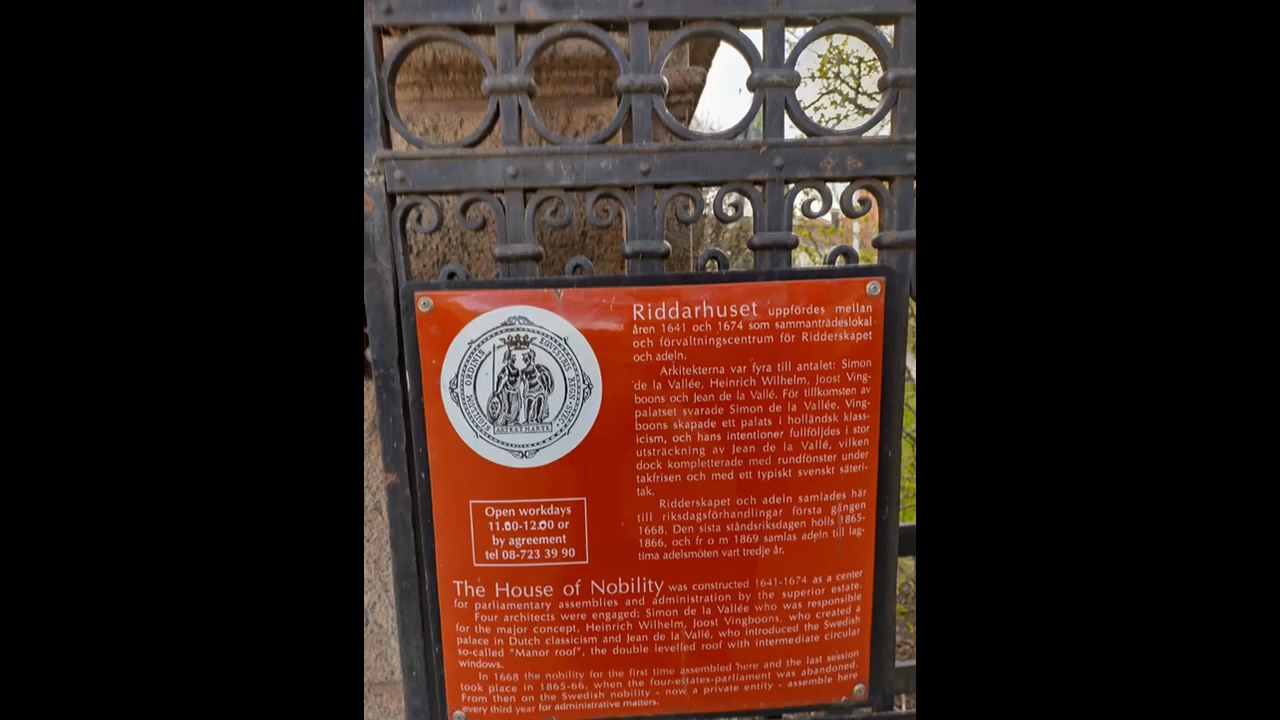 SIGILLUM ORDINIS EQVESTRIS REGN SVEC
ARTE ET MARTE
Riddarhuset uppfördes mellan
åren 1641 och 1674 som sammanträdeslokal
och förvaltningscentrum för Ridderskapet
och adeln.
Arkitekterna var fyra till antalet: Simon
de la Vallée, Heinrich Wilhelm, Joost Ving-
boons och Jean de la Vallé. För tillkomsten av
palatset svarade Simon de la Vallée. Ving-
boons skapade ett palats i holländsk klass-
icism, och hans intentioner fullföljdes i stor
utsträckning av Jean de la Vallé, vilken
dock kompletterade med rundfönster under
takfrisen och med ett typiskt svenskt säteri-
tak.
Ridderskapet och adeln samlades här
till riksdagsförhandlingar första gången
1668. Den sista ståndsriksdagen hölls 1865-
1866, och fr o m 1869 samlas adeln till lag-
tima adelsmöten vart tredje år.
Open workdays
11.00-12.00 or
by agreement
tel 08-723 39 90
The House of Nobility was constructed 1641-1674 as a center
for parliamentary assemblies and administration by the superior estate.
Four architects were engaged: Simon de la Vallée who was responsible
for the major concept, Heinrich Wilhelm, Joost Vingboons, who created a
palace in Dutch classicism and Jean de la Vallé, who introduced the Swedish
so-called "Manor roof", the double levelled roof with intermediate circular
windows.
In 1668 the nobility for the first time assembled here and the last session
took place in 1865-66, when the four-estates-parliament was abandoned.
From then on the Swedish nobility - now a private entity - assemble here
every third year for administrative matters.